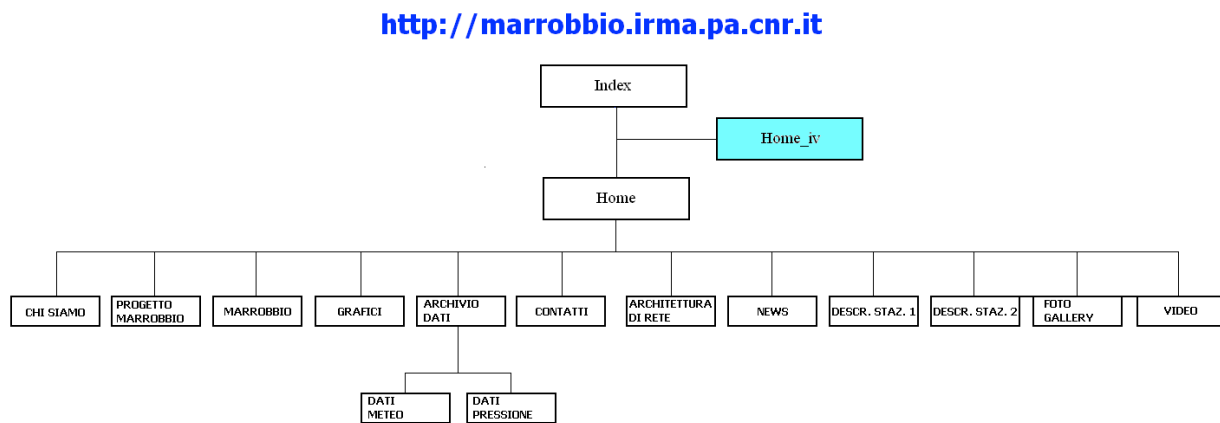 http://marrobbio.irma.pa.cnr.it
Index
Home_iv
Home
CHI SIAMO
PROGETTO
MARROBBIO
MARROBBIO
GRAFICI
ARCHIVIO
DATI
CONTATTI
ARCHITETTURA
DI RETE
NEWS
DESCR. STAZ. 1
DESCR. STAZ. 2
FOTO
GALLERY
VIDEO
DATI
METEO
DATI
PRESSIONE